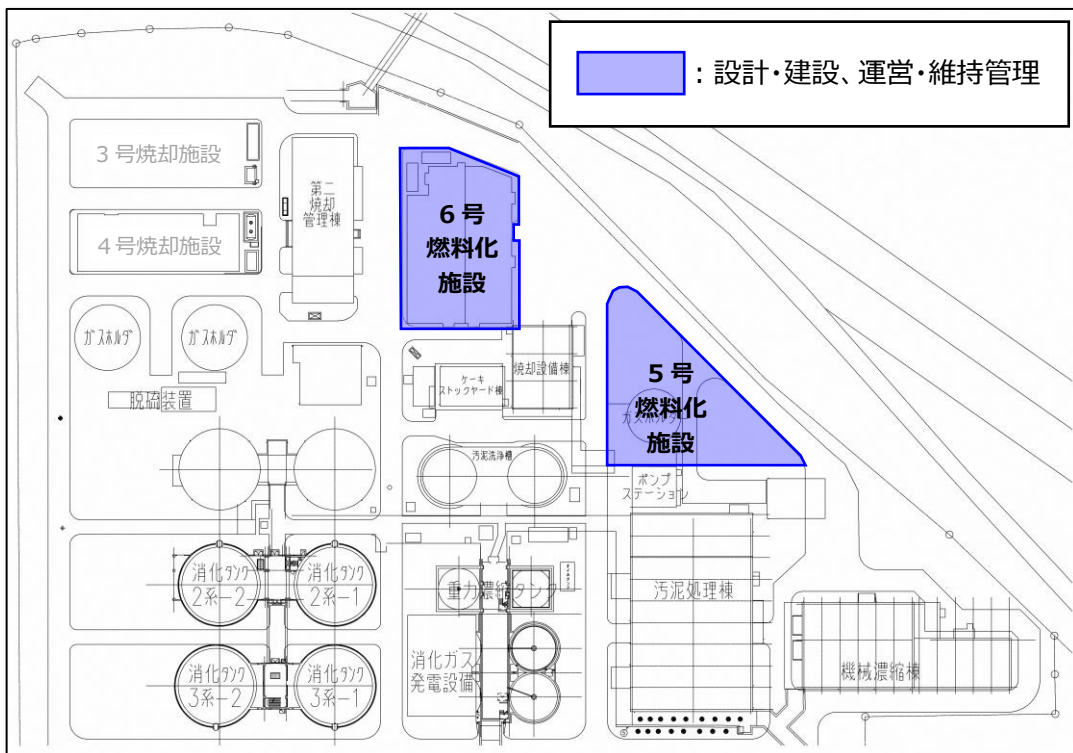 ：設計・建設、運営・維持管理
3号焼却施設
4号焼却施設
第二
焼却
管理棟
6号
燃料化
施設
ガスホルダ
ガスホルダ
脱硫装置
焼却設備棟
ケーキ
ストックヤード棟
5号
燃料化
施設
ガスホルダ
汚泥洗浄槽
ポンプ
ステーション
消化タンク
2系-2
消化タンク
2系-1
重力濃縮タンク
汚泥処理棟
消化タンク
3系-2
消化タンク
3系-1
消化ガス
発電設備
機械濃縮棟